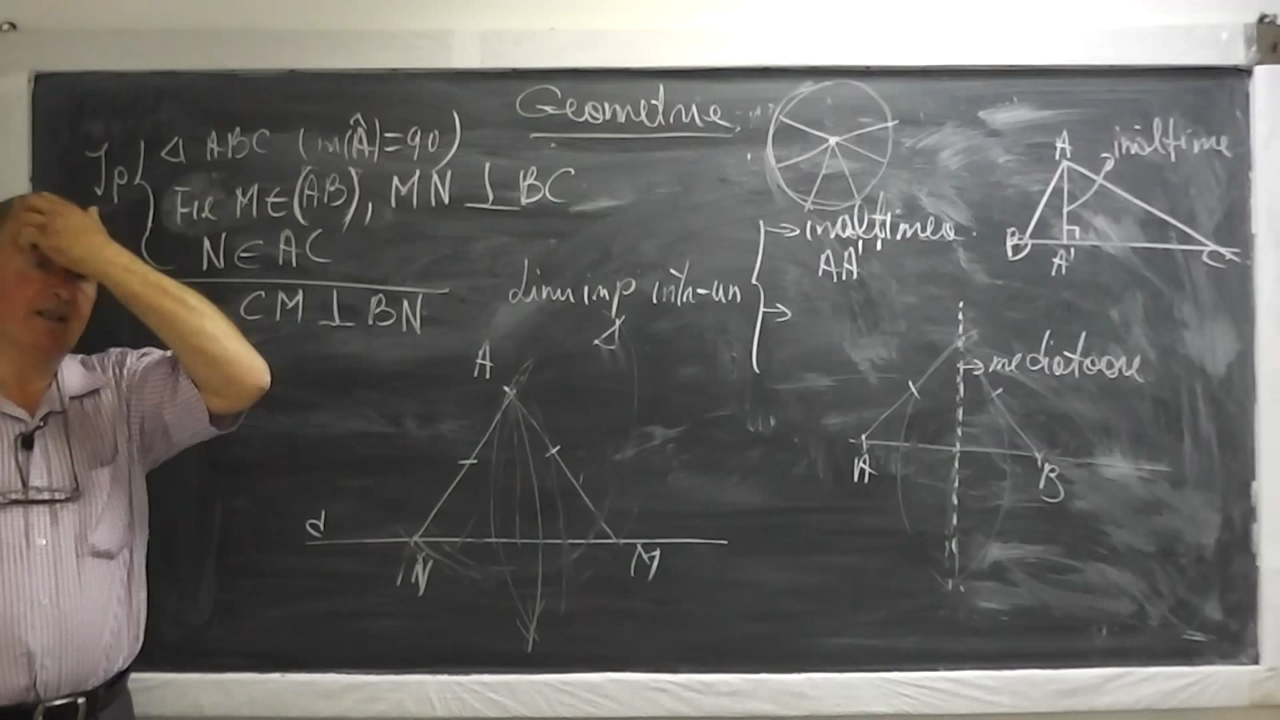 Geometrie
Ip
△ ABC (m(Â)=90)
Fie M∈(AB), MN ⊥ BC
N∈AC
CM ⊥ BN
Linii imp într-un
Δ
→ inaltimea
AA'
→
A
inaltime
B
A'
C
mediatoare
A
B
A
d
N
M